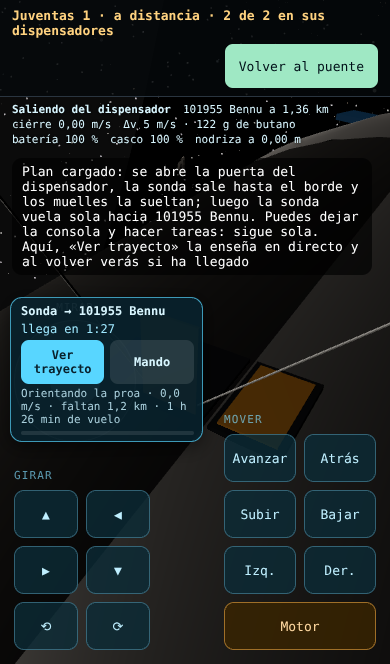 Juventas 1 · a distancia · 2 de 2 en sus
dispensadores
Volver al puente
Saliendo del dispensador 101955 Bennu a 1,36 km
ciérre 0,00 m/s Δv 5 m/s · 122 g de butano
batería 100 % casco 100 % nodriza a 0,00 m
Plan cargado: se abre la puerta del
dispensador, la sonda sale hasta el borde y
los muelles la sueltan; luego la sonda
vuela sola hacia 101955 Bennu. Puedes dejar
la consola y hacer tareas: sigue sola.
Aquí, «Ver trayecto» la enseña en directo y
al volver verás si ha llegado
Sonda → 101955 Bennu
llega en 1:27
Ver
trayecto
Mando
Orientando la proa · 0,0
m/s · faltan 1,2 km · 1 h
26 min de vuelo
GIRAR
▲ ◀
▶ ▼
⟲ ⟳
MOVER
Avanzar Atrás
Subir Bajar
Izq. Der.
Motor